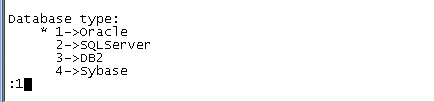 Database type:
* 1->Oracle
2->SQLServer
3->DB2
4->Sybase
:1